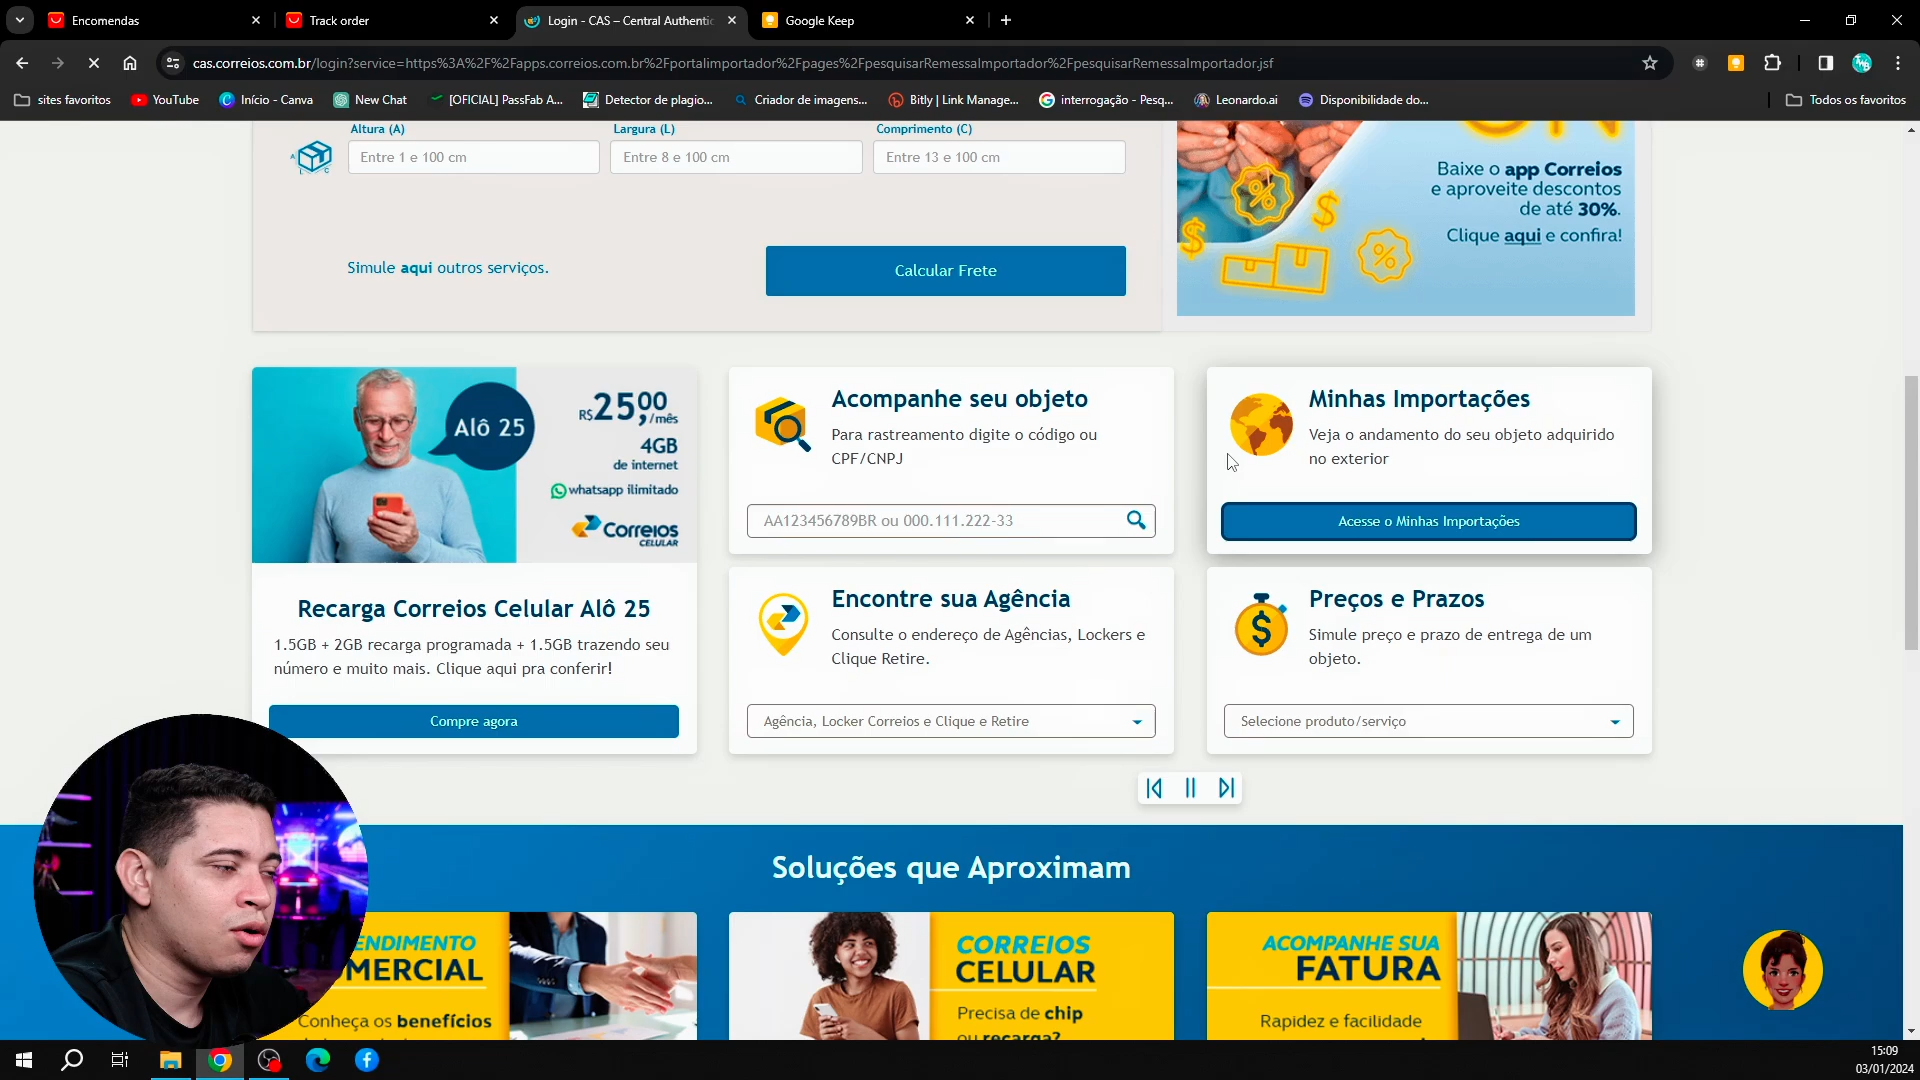 Encomendas
Track order
Login - CAS – Central Authentic
Google Keep
cas.correios.com.br/login?service=https%3A%2F%2Fapps.correios.com.br%2Fportalimportador%2Fpages%2FpesquisarRemessaImportador%2FpesquisarRemessaImportador.jsf
sites favoritos
YouTube
Início - Canva
New Chat
[OFICIAL] PassFab A...
Detector de plagio...
Criador de imagens...
Bitly | Link Manage...
interrogação - Pesq...
Leonardo.ai
Disponibilidade do...
Todos os favoritos
Altura (A)
Largura (L)
Comprimento (C)
Entre 1 e 100 cm
Entre 8 e 100 cm
Entre 13 e 100 cm
Simule aqui outros serviços.
Calcular Frete
Baixe o app Correios
e aproveite descontos
de até 30%.
Clique aqui e confira!
Alô 25
R$25,00/mês
4GB
de internet
whatsapp ilimitado
Correios
CELULAR
Recarga Correios Celular Alô 25
1.5GB + 2GB recarga programada + 1.5GB trazendo seu
número e muito mais. Clique aqui pra conferir!
Compre agora
Acompanhe seu objeto
Para rastreamento digite o código ou
CPF/CNPJ
AA123456789BR ou 000.111.222-33
Minhas Importações
Veja o andamento do seu objeto adquirido
no exterior
Acesse o Minhas Importações
Encontre sua Agência
Consulte o endereço de Agências, Lockers e
Clique Retire.
Agência, Locker Correios e Clique e Retire
Preços e Prazos
Simule preço e prazo de entrega de um
objeto.
Selecione produto/serviço
Soluções que Aproximam
ENDIMENTO
OMERCIAL
Conheça os benefícios
CORREIOS
CELULAR
Precisa de chip
ou recarga?
ACOMPANHE SUA
FATURA
Rapidez e facilidade
15:09
03/01/2024